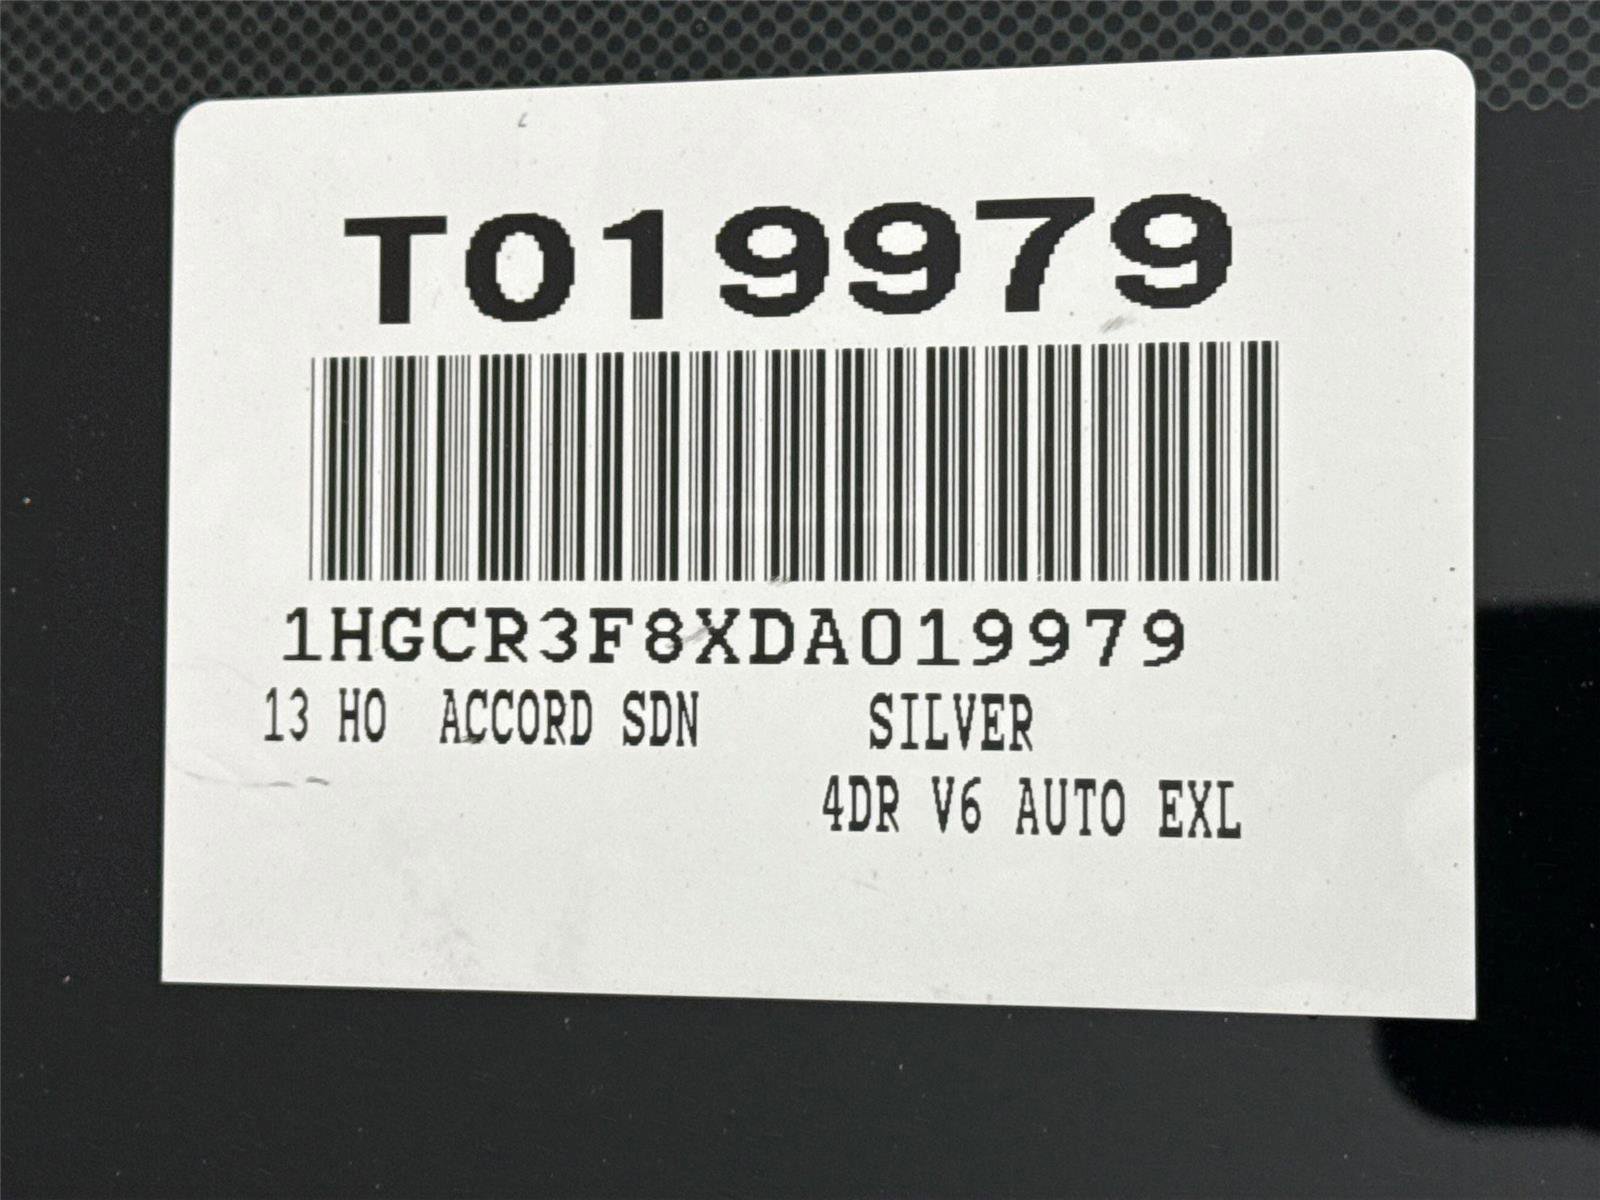 T019979
1HGCR3F8XDA019979
13 HO ACCORD SDN SILVER
4DR V6 AUTO EXL